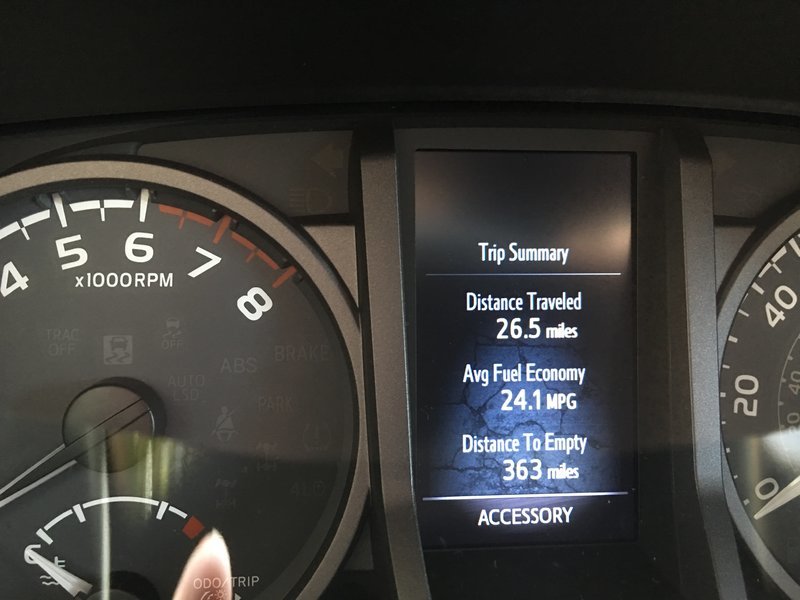 Trip Summary
Distance Traveled
26.5 miles
Avg Fuel Economy
24.1 MPG
Distance To Empty
363 miles
ACCESSORY
4 5 6 7 8
x1000RPM
TRAC
OFF
OFF
ABS
BRAKE
AUTO
LSD
PARK
C
ODO/TRIP
40
20
0